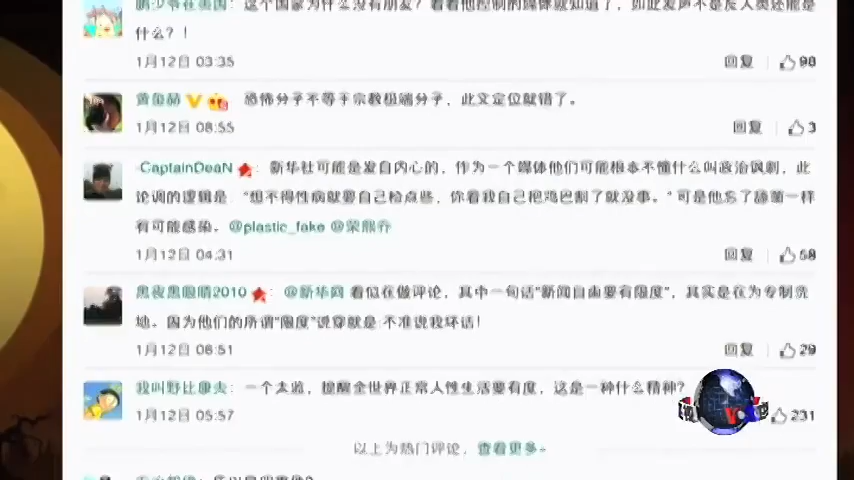 这个国家为什么没有朋友？看看他控制的媒体就知道了，如此发声不是反人类还能是
什么？！
1月12日 03:35 回复 98
恐怖分子不等于宗教极端分子，此文定位就错了。
1月12日 08:55 回复 3
CaptainDeaN ：新华社可能是发自内心的，作为一个媒体他们可能根本不懂什么叫政治讽刺，此
论调的逻辑是：“想不得性病就要自己检点些，你看我自己把鸡巴割了就没事。”可是他忘了舔菊一样
有可能感染。@plastic_fake @荣熙乔
1月12日 04:31 回复 58
黑夜黑眼睛2010 ：@新华网 看似在做评论，其中一句话“新闻自由要有限度”，其实是在为专制洗
地。因为他们的所谓“限度”说穿就是 不准说我坏话！
1月12日 06:51 回复 29
我叫野比康夫：一个太监，提醒全世界正常人性生活要有度，这是一种什么精神？
1月12日 05:57 231
以上为热门评论，查看更多
VOA